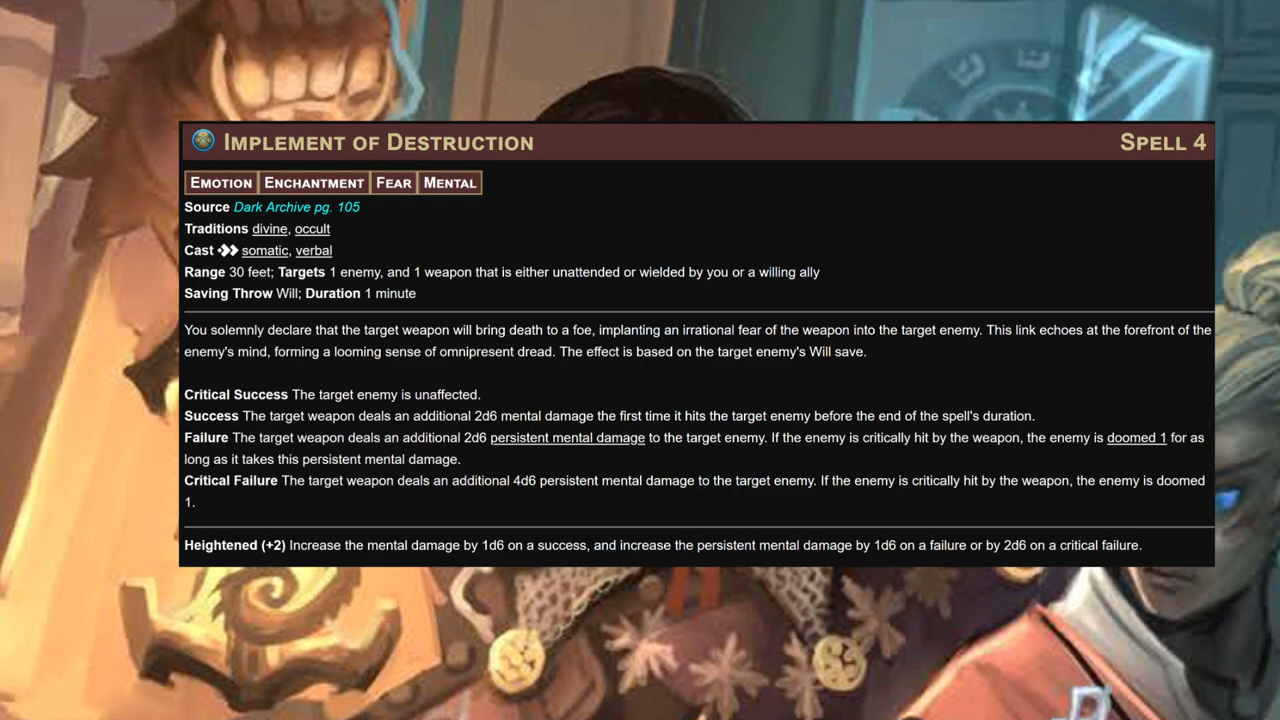 Implement of Destruction Spell 4
Emotion Enchantment Fear Mental
Source Dark Archive pg. 105
Traditions divine, occult
Cast somatic, verbal
Range 30 feet; Targets 1 enemy, and 1 weapon that is either unattended or wielded by you or a willing ally
Saving Throw Will; Duration 1 minute
You solemnly declare that the target weapon will bring death to a foe, implanting an irrational fear of the weapon into the target enemy. This link echoes at the forefront of the
enemy's mind, forming a looming sense of omnipresent dread. The effect is based on the target enemy's Will save.
Critical Success The target enemy is unaffected.
Success The target weapon deals an additional 2d6 mental damage the first time it hits the target enemy before the end of the spell's duration.
Failure The target weapon deals an additional 2d6 persistent mental damage to the target enemy. If the enemy is critically hit by the weapon, the enemy is doomed 1 for as
long as it takes this persistent mental damage.
Critical Failure The target weapon deals an additional 4d6 persistent mental damage to the target enemy. If the enemy is critically hit by the weapon, the enemy is doomed
1.
Heightened (+2) Increase the mental damage by 1d6 on a success, and increase the persistent mental damage by 1d6 on a failure or by 2d6 on a critical failure.